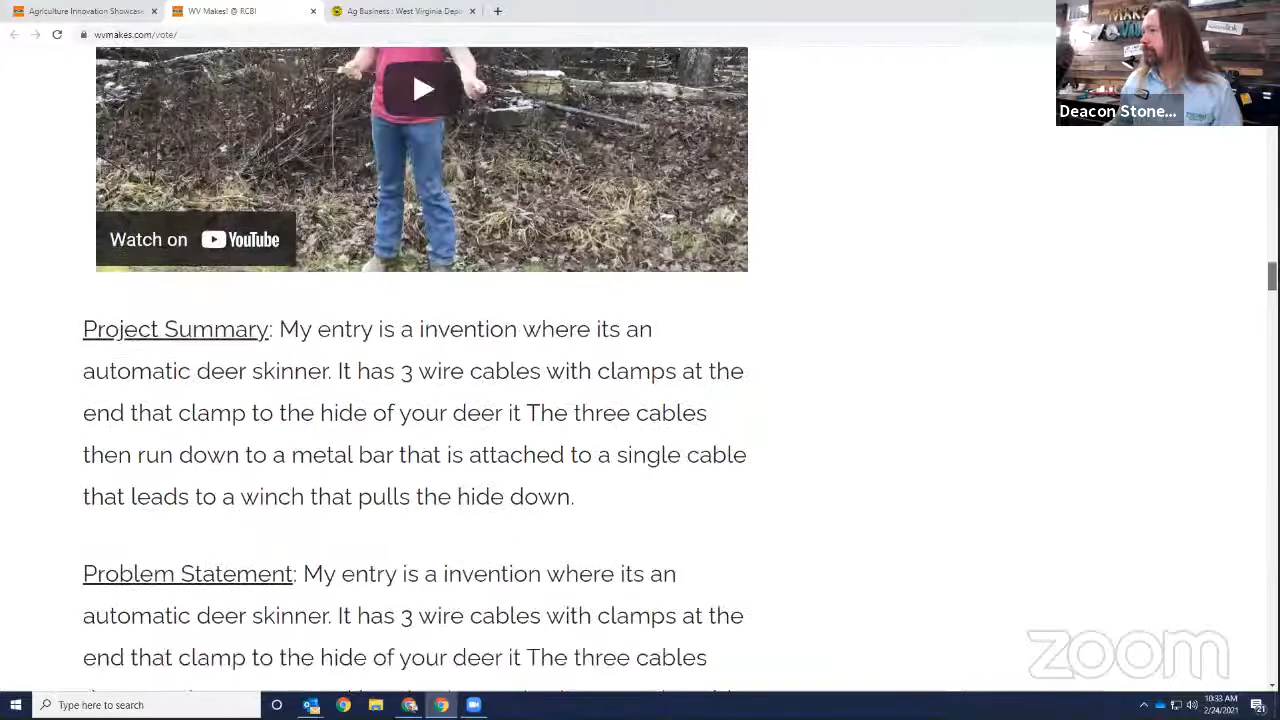 Agriculture Innovation Showcase
WV Makes! @ RCBI
Ag Business : West Virginia Depa
wvmakes.com/vote/
Deacon Stone...
Watch on YouTube
Project Summary: My entry is a invention where its an
automatic deer skinner. It has 3 wire cables with clamps at the
end that clamp to the hide of your deer it The three cables
then run down to a metal bar that is attached to a single cable
that leads to a winch that pulls the hide down.
Problem Statement: My entry is a invention where its an
automatic deer skinner. It has 3 wire cables with clamps at the
end that clamp to the hide of your deer it The three cables
zoom
Type here to search
10:33 AM
2/24/2021